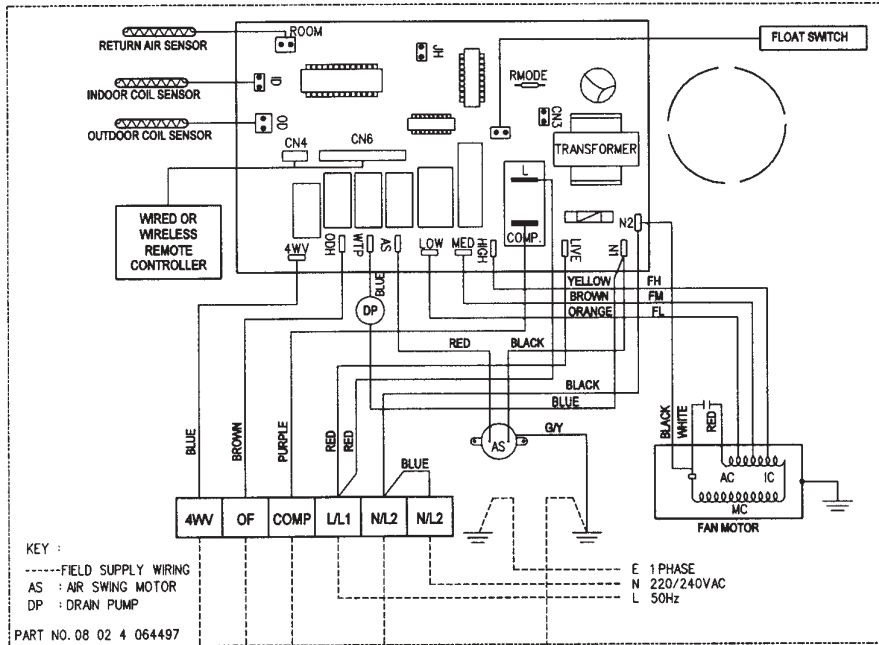 ROOM
RETURN AIR SENSOR
JH
FLOAT SWITCH
ID
INDOOR COIL SENSOR
RMODE
OD
OUTDOOR COIL SENSOR
CN3
CN4
CN6
TRANSFORMER
L
WIRED OR
WIRELESS
REMOTE
CONTROLLER
N2
4WV
ODH
WTP
AS
LOW
MED
HIGH
COMP.
LIVE
N1
BLUE
YELLOW FH
BROWN FM
ORANGE FL
DP
RED
BLACK
BLACK
BLUE
BLUE
BROWN
PURPLE
RED
RED
BLACK
WHITE
RED
G/Y
AS
BLUE
AC
IC
MC
FAN MOTOR
4WV OF COMP L/L1 N/L2 N/L2
KEY :
------FIELD SUPPLY WIRING
AS : AIR SWING MOTOR
DP : DRAIN PUMP
E 1PHASE
N 220/240VAC
L 50Hz
PART NO. 08 02 4 064497